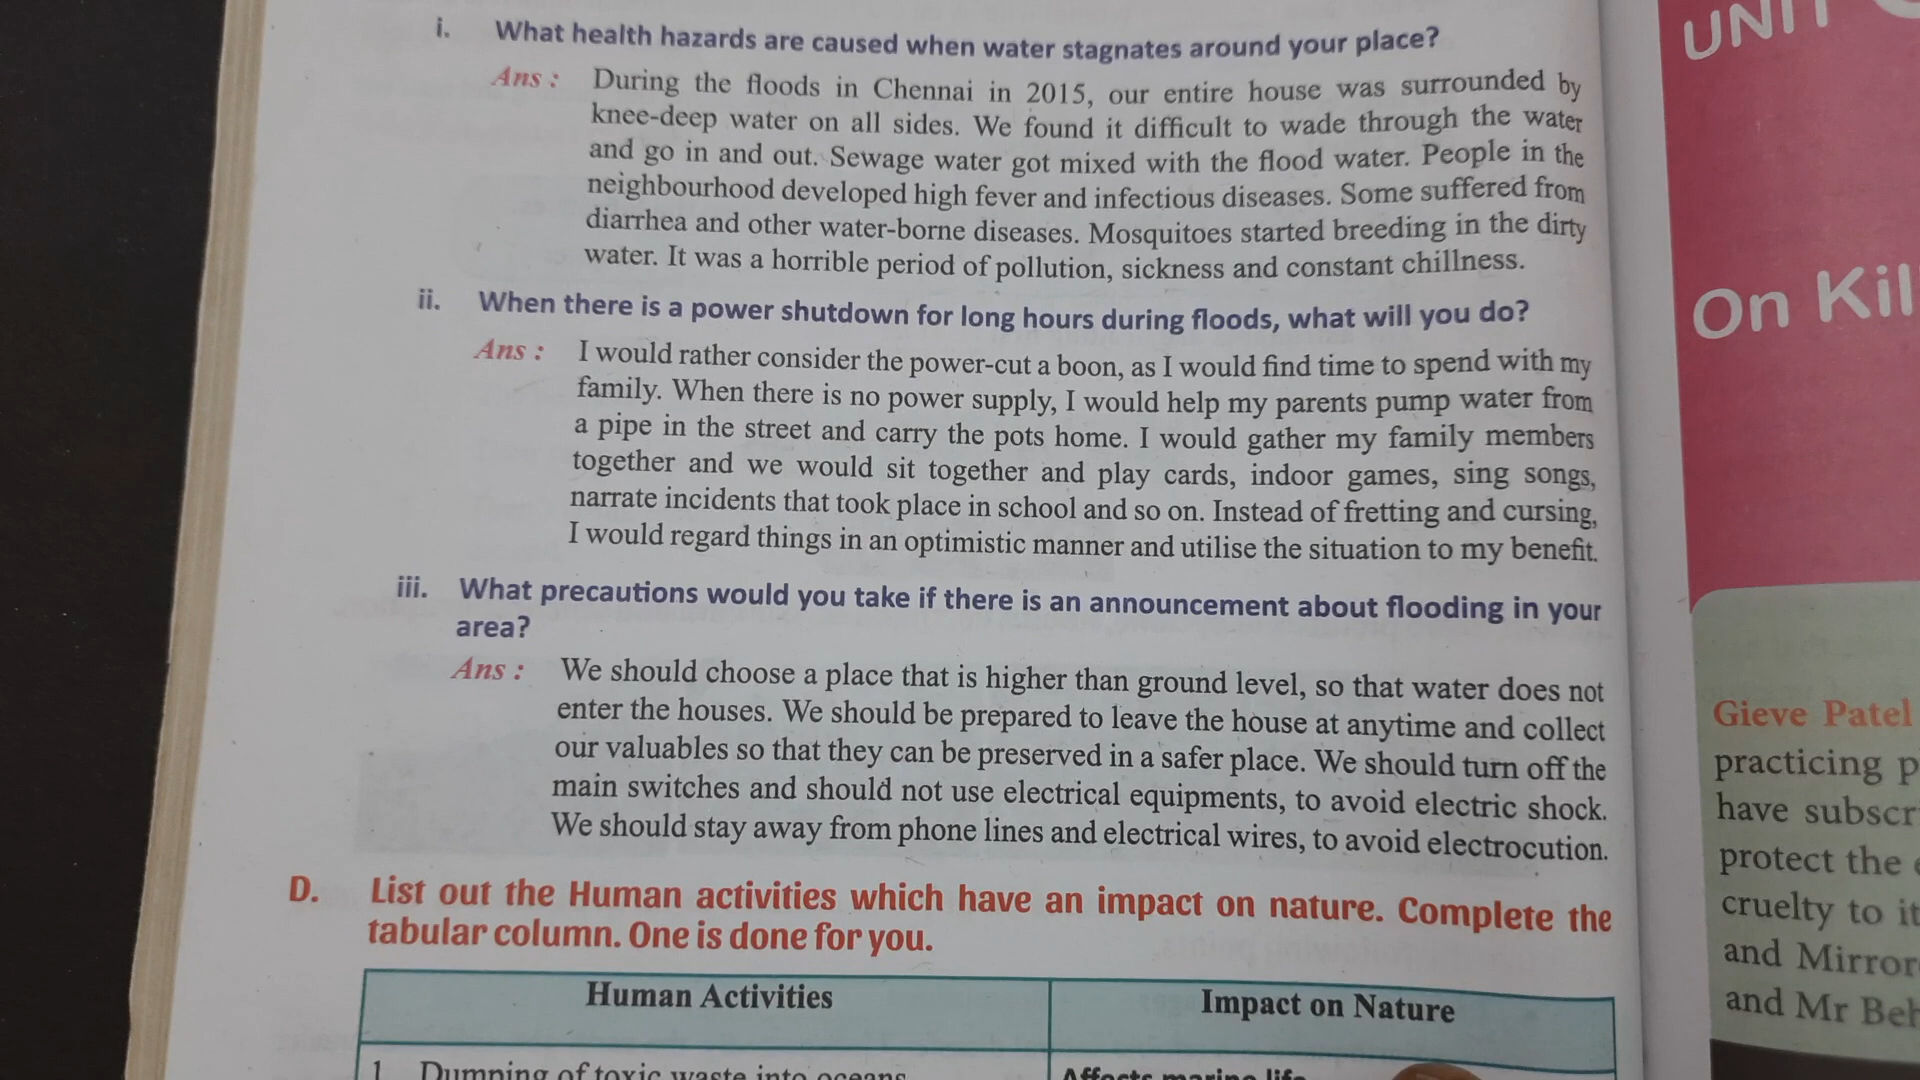 i. What health hazards are caused when water stagnates around your place?
Ans : During the floods in Chennai in 2015, our entire house was surrounded by
knee-deep water on all sides. We found it difficult to wade through the water
and go in and out. Sewage water got mixed with the flood water. People in the
neighbourhood developed high fever and infectious diseases. Some suffered from
diarrhea and other water-borne diseases. Mosquitoes started breeding in the dirty
water. It was a horrible period of pollution, sickness and constant chillness.
ii. When there is a power shutdown for long hours during floods, what will you do?
Ans : I would rather consider the power-cut a boon, as I would find time to spend with my
family. When there is no power supply, I would help my parents pump water from
a pipe in the street and carry the pots home. I would gather my family members
together and we would sit together and play cards, indoor games, sing songs,
narrate incidents that took place in school and so on. Instead of fretting and cursing,
I would regard things in an optimistic manner and utilise the situation to my benefit.
iii. What precautions would you take if there is an announcement about flooding in your
area?
Ans : We should choose a place that is higher than ground level, so that water does not
enter the houses. We should be prepared to leave the house at anytime and collect
our valuables so that they can be preserved in a safer place. We should turn off the
main switches and should not use electrical equipments, to avoid electric shock.
We should stay away from phone lines and electrical wires, to avoid electrocution.
D. List out the Human activities which have an impact on nature. Complete the
tabular column. One is done for you.
Human Activities Impact on Nature
1. Dumping of toxic waste into oceans Affects marine life
UNIT
On Kil
Gieve Patel
practicing p
have subscr
protect the
cruelty to it
and Mirror
and Mr Beh